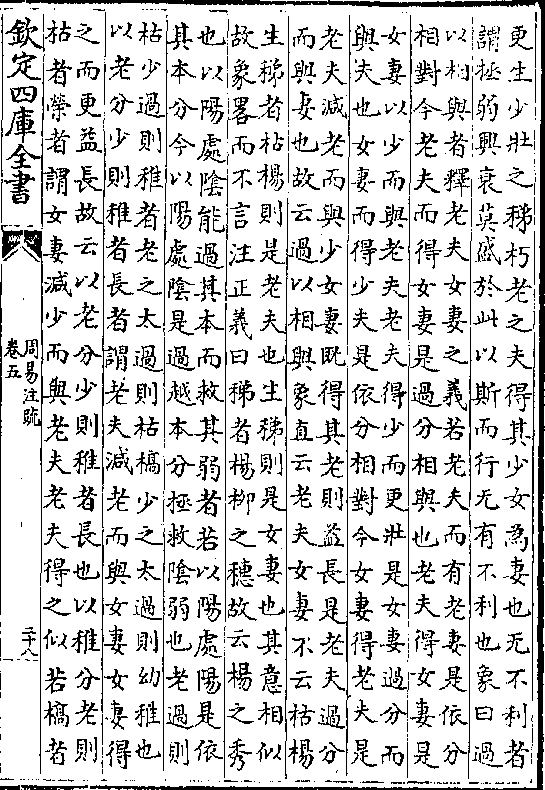 更生少壯之稊朽老之夫得其少女為妻也无不利者
謂極弱興衰莫盛於此以斯而行无有不利也象曰過
以相與者釋老夫女妻之義若老夫而有老妻是依分
相對今老夫而得女妻是過分相與也老夫得女妻是
女妻以少而與老夫老夫得少而更壯是女妻過分而
與夫也女妻而得少夫是依分相對今女妻得老夫是
老夫減老而與少女妻既得其老則益長是老夫過分
而與妻也故云過以相與象直云老夫女妻不云枯楊
生稊者枯楊則是老夫也生稊則是女妻也其意相似
故象畧而不言注正義曰稊者楊柳之穗故云楊之秀
也以陽處陰能過其本而救其弱者若以陽處陽是依
其本分今以陽處陰是過越本分極救陰弱也老過則
枯少過則稚者老之太過則枯槁少之太過則幼稚也
以老分少則稚者長者謂老夫減老而與女妻女妻得
之而更益長故云以老分少則稚者長也以稚分老則
枯者榮者謂女妻減少而與老夫老夫得之似若槁者
欽定四庫全書
周易注疏
卷五
二十八